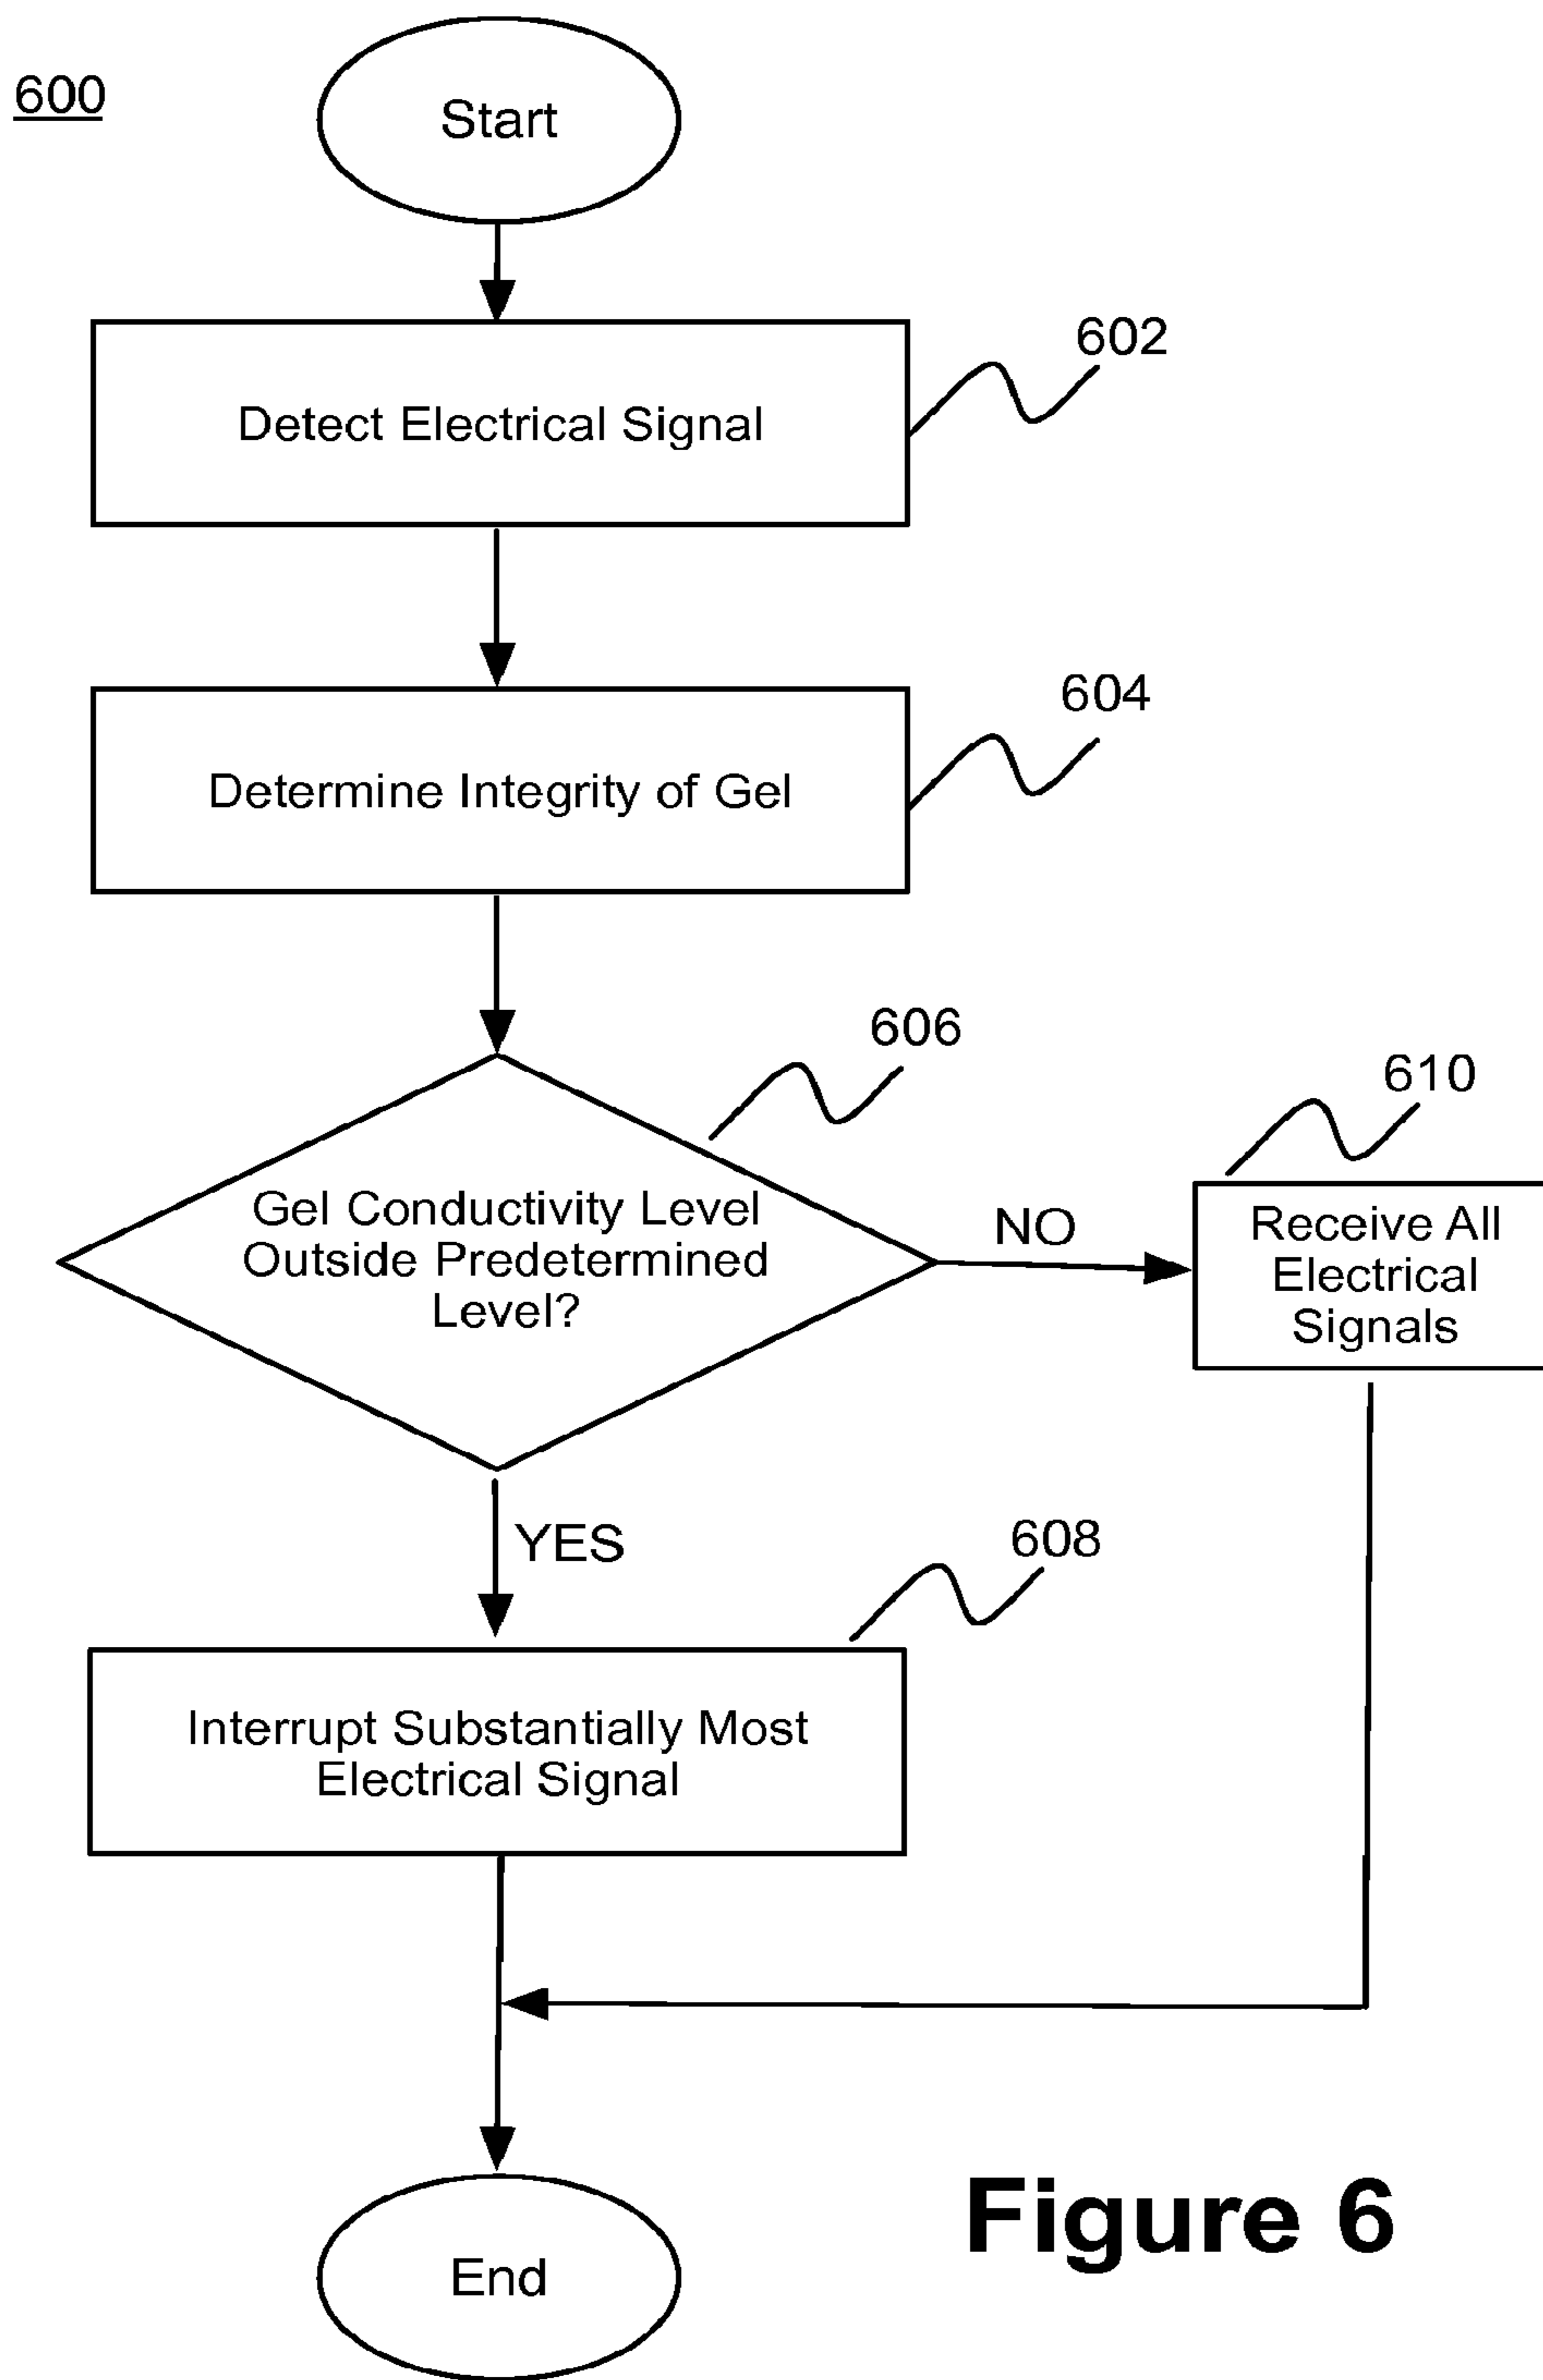 600
Start
602
Detect Electrical Signal
604
Determine Integrity of Gel
606
Gel Conductivity Level
Outside Predetermined
Level?
NO
610
Receive All
Electrical
Signals
YES
608
Interrupt Substantially Most
Electrical Signal
End
Figure 6